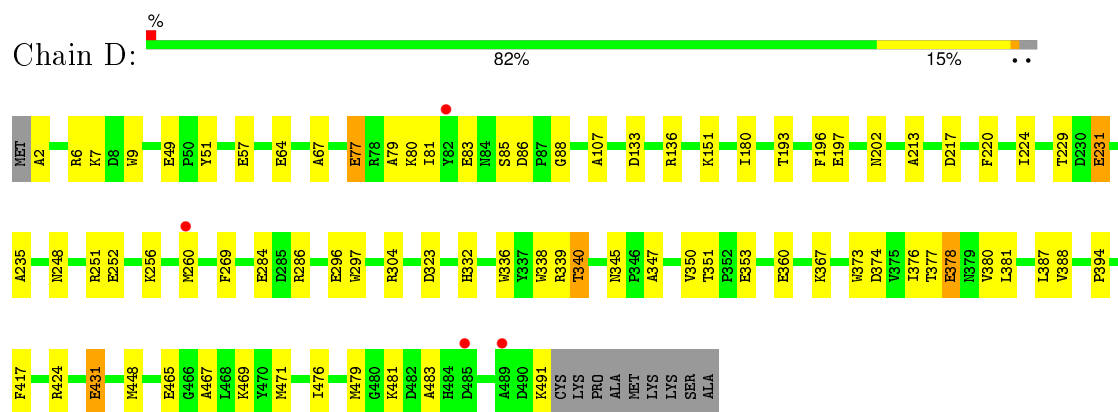 %
Chain D:
82% 15% • •
MET A2 R6 K7 D8 W9 E49 P50 Y51 E57 E64 A67 E77 R78 A79 K80 I81 Y82 E83 N84 S85 D86 P87 G88 A107 D133 R136 K151 I180 T193 F196 E197 N202 A213 D217 F220 I224 T229 D230 E231
A235 N248 R251 E252 K256 M260 F269 E284 D285 R286 E296 W297 R304 D323 H332 W336 Y337 W338 R339 T340 N345 P346 A347 V350 T351 P352 E353 E360 K367 W373 D374 V375 I376 T377 E378 N379 V380 L381 L387 V388 P394
F417 R424 E431 M448 E465 G466 A467 L468 K469 Y470 M471 I476 M479 G480 K481 D482 A483 H484 D485 A489 D490 K491 CYS LYS PRO ALA MET LYS LYS SER ALA